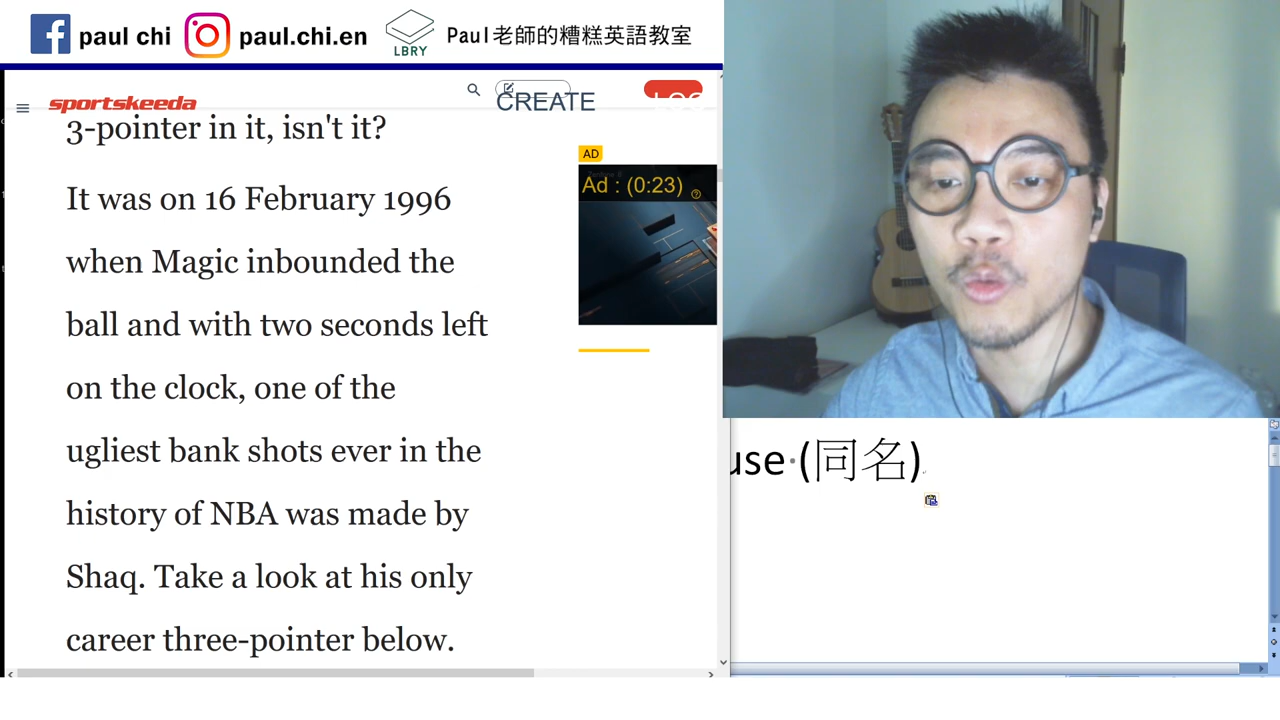 paul chi
paul.chi.en
LBRY
Paul老師的糟糕英語教室
sportskeeda
CREATE
3-pointer in it, isn't it?
AD
Ad : (0:23)
It was on 16 February 1996
when Magic inbounded the
ball and with two seconds left
on the clock, one of the
ugliest bank shots ever in the
history of NBA was made by
Shaq. Take a look at his only
career three-pointer below.
use (同名)